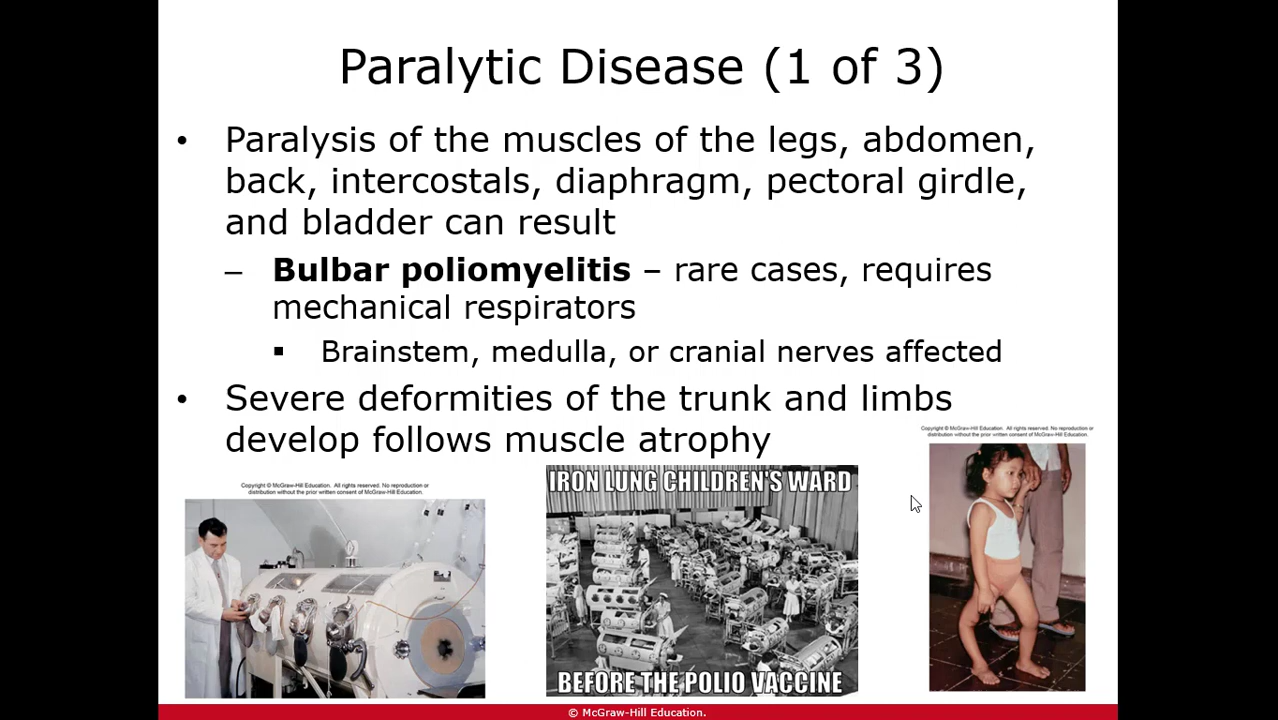 Paralytic Disease (1 of 3)
• Paralysis of the muscles of the legs, abdomen,
back, intercostals, diaphragm, pectoral girdle,
and bladder can result
– Bulbar poliomyelitis – rare cases, requires
mechanical respirators
▪ Brainstem, medulla, or cranial nerves affected
• Severe deformities of the trunk and limbs
develop follows muscle atrophy
Copyright © McGraw-Hill Education. All rights reserved. No reproduction or
distribution without the prior written consent of McGraw-Hill Education.
IRON LUNG CHILDREN'S WARD
BEFORE THE POLIO VACCINE
Copyright © McGraw-Hill Education. All rights reserved. No reproduction or
distribution without the prior written consent of McGraw-Hill Education.
© McGraw-Hill Education.